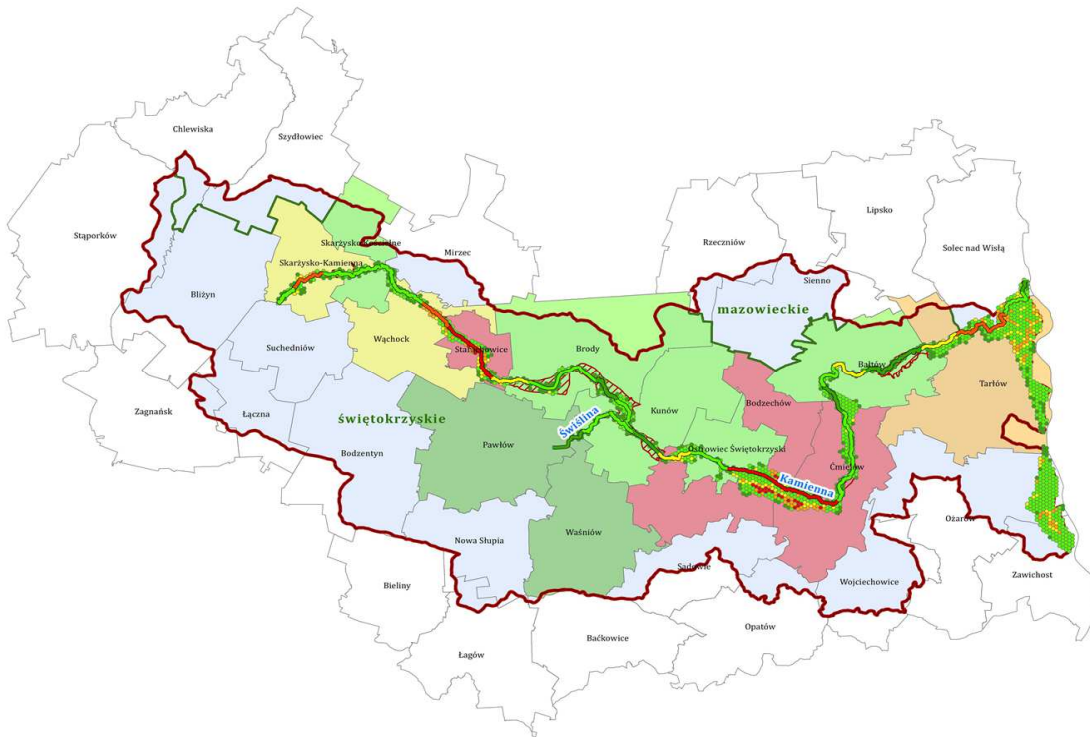 Chlewiska
Szydłowiec
Lipsko
Stąporków
Skarżysko-Kościelne
Mirzec
Rzeczniów
Solec nad Wisłą
Skarżysko-Kamienna
Sienno
Bliżyn
mazowieckie
Suchedniów
Wąchock
Starachowice
Brody
Bałtów
Tarłów
Zagnańsk
Łączna
świętokrzyskie
Kunów
Bodzechów
Świślina
Pawłów
Bodzentyn
Ostrowiec Świętokrzyski
Ćmielów
Kamienna
Ożarów
Nowa Słupia
Waśniów
Sadowie
Wojciechowice
Zawichost
Bieliny
Opatów
Baćkowice
Łagów